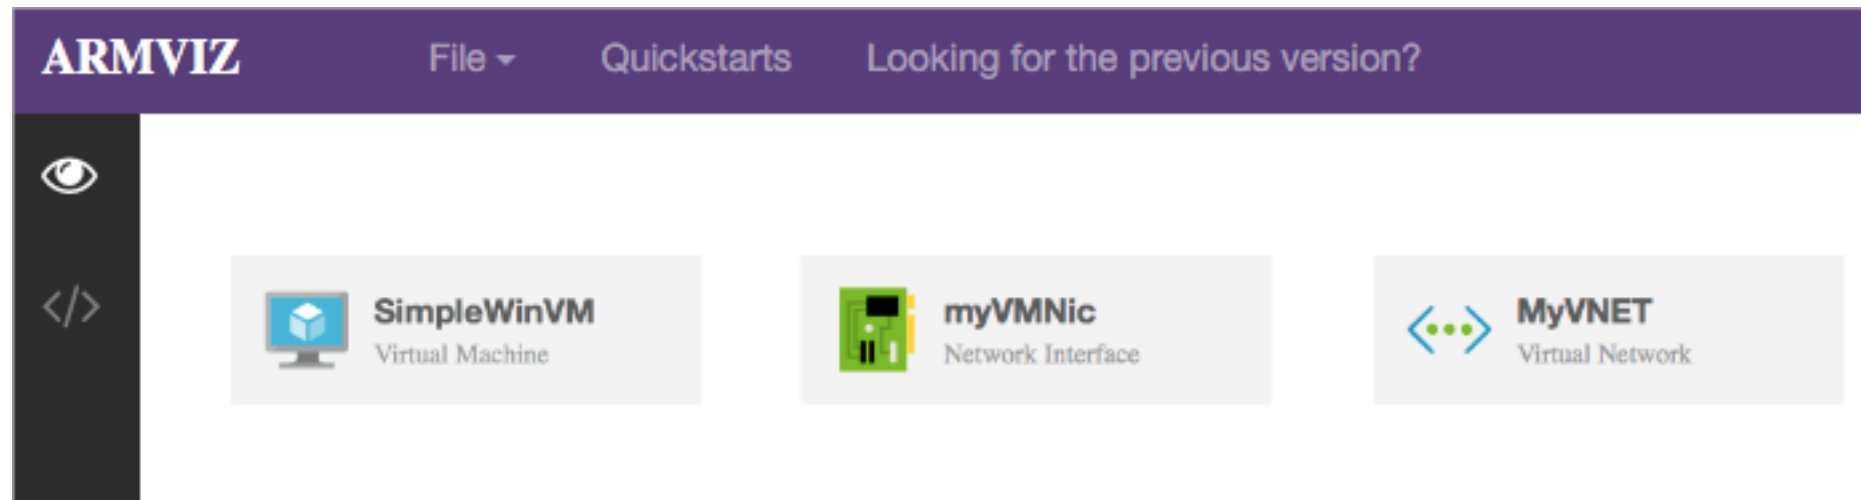 ARMVIZ File Quickstarts Looking for the previous version?
</>
SimpleWinVM
Virtual Machine
myVMNic
Network Interface
MyVNET
Virtual Network